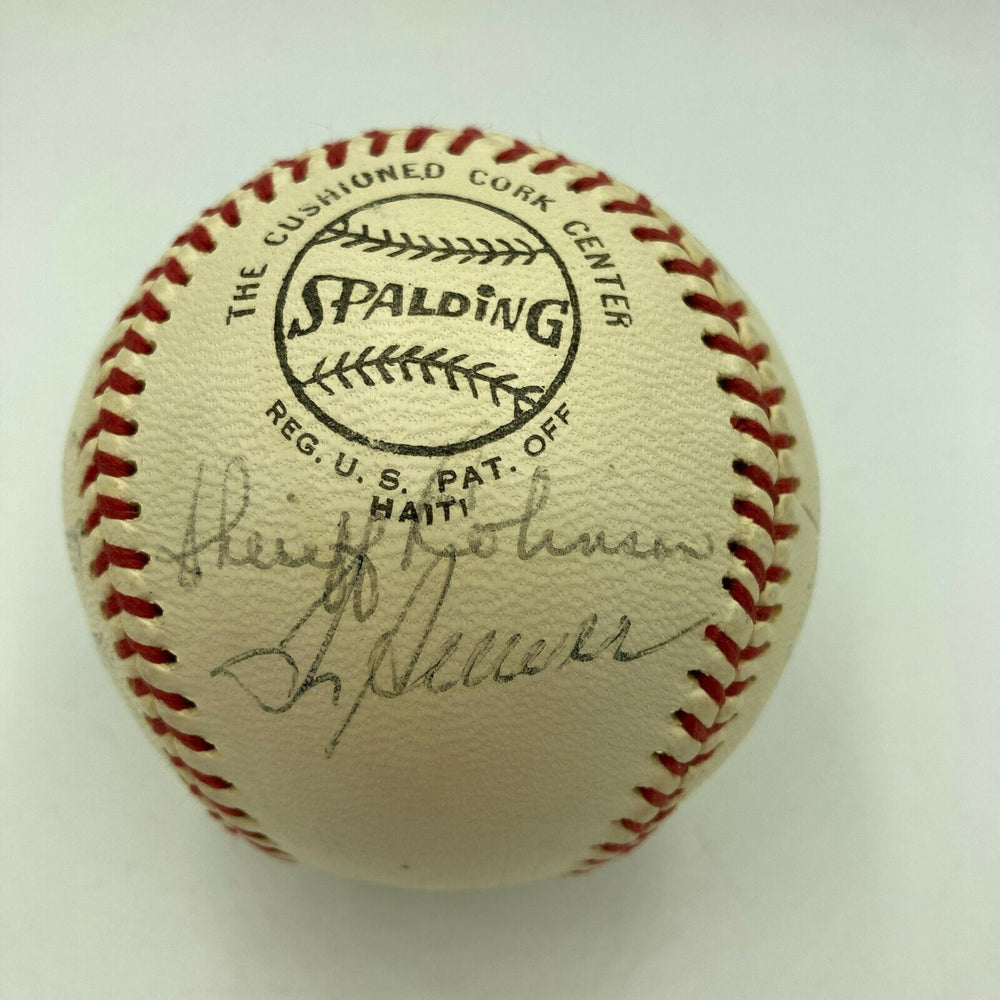 THE CUSHIONED CORK CENTER
SPALDING
REG. U.S. PAT. OFF
HAITI
Sheriff Robinson